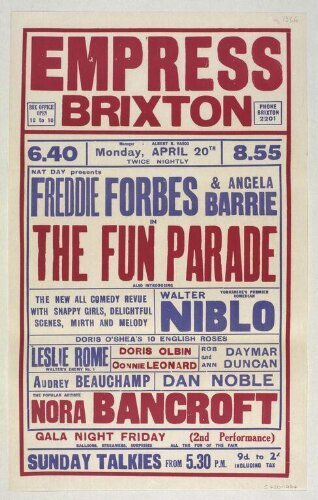 EMPRESS
BOX OFFICE OPEN 10 to 10
BRIXTON
PHONE BRIXTON 2201
6.40
Manager - ALBERT E.
Monday, APRIL 20TH
TWICE NIGHTLY
8.55
NAT DAY presents
FREDDIE FORBES & ANGELA BARRIE
IN
THE FUN PARADE
ALSO INTRODUCING
THE NEW ALL COMEDY REVUE
WITH SNAPPY GIRLS, DELIGHTFUL
SCENES, MIRTH AND MELODY
WALTER
YORKSHIRE'S PREMIER COMEDIAN
NIBLO
DORIS O'SHEA'S 10 ENGLISH ROSES
LESLIE ROME
WALTER'S ENEMY No. 1
DORIS OLBIN
CONNIE LEONARD
ROB and ANN
DAYMAR
DUNCAN
AUDREY BEAUCHAMP
DAN NOBLE
THE POPULAR ARTISTE
NORA BANCROFT
GALA NIGHT FRIDAY (2nd Performance)
BALLOONS, STREAMERS, SURPRISES ALL THE FUN OF THE FAIR
SUNDAY TALKIES FROM 5.30 P.M. 9d to 2/-
INCLUDING TAX